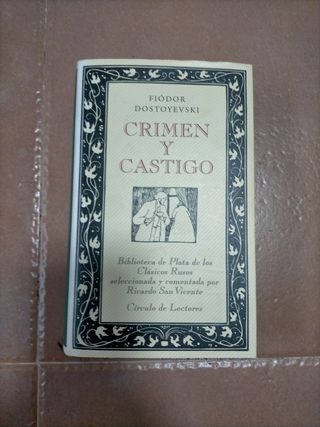 FIÓDOR
DOSTOYEVSKI
CRIMEN
Y
CASTIGO
Biblioteca de Plata de los
Clásicos Rusos
seleccionada y comentada por
Ricardo San Vicente
Círculo de Lectores